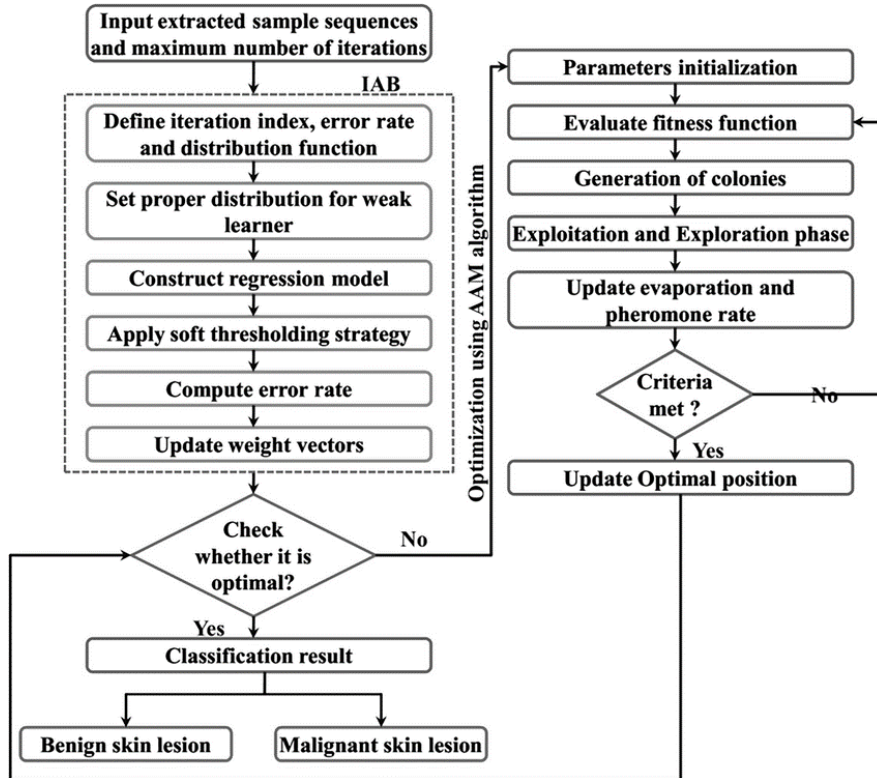 Input extracted sample sequences
and maximum number of iterations
IAB
Define iteration index, error rate
and distribution function
Set proper distribution for weak
learner
Construct regression model
Apply soft thresholding strategy
Compute error rate
Update weight vectors
Check
whether it is
optimal?
No
Yes
Classification result
Benign skin lesion
Malignant skin lesion
Optimization using AAM algorithm
Parameters initialization
Evaluate fitness function
Generation of colonies
Exploitation and Exploration phase
Update evaporation and
pheromone rate
Criteria
met ?
No
Yes
Update Optimal position